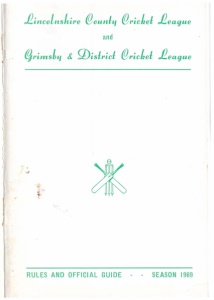 Lincolnshire County Cricket League
and
Grimsby & District Cricket League
RULES AND OFFICIAL GUIDE - - SEASON 1969